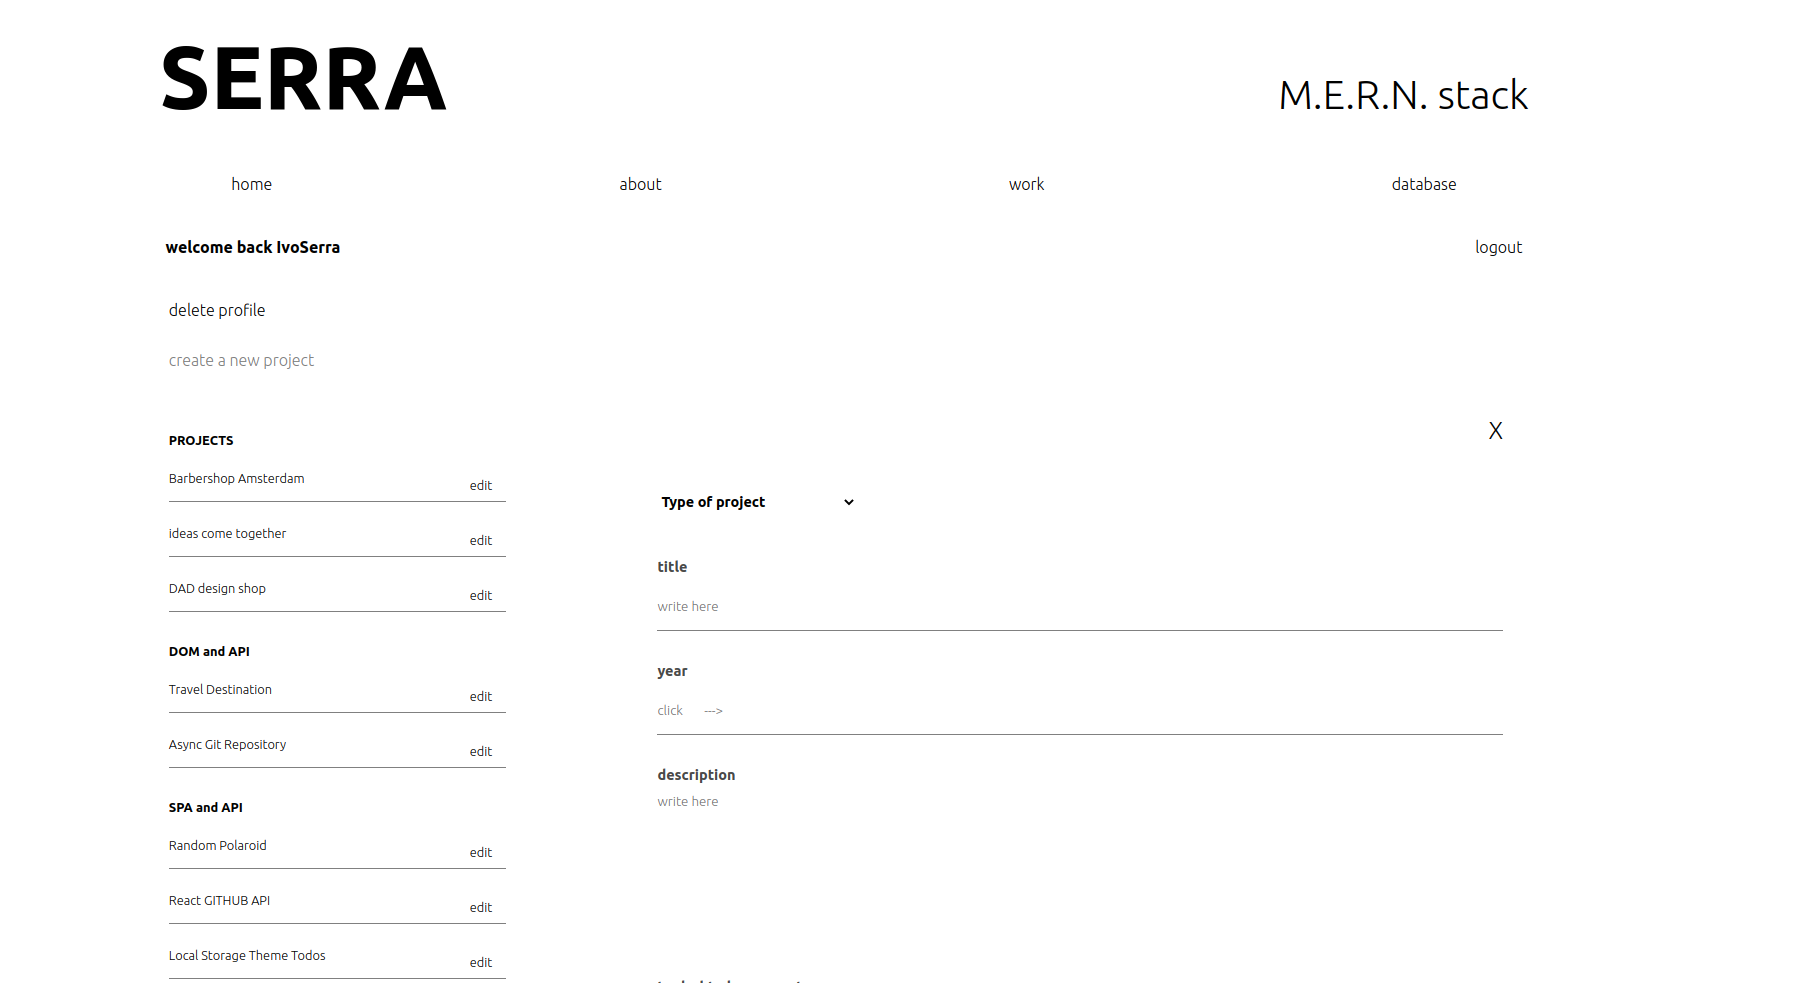 SERRA
M.E.R.N. stack
home about work database
welcome back IvoSerra
logout
delete profile
create a new project
X
PROJECTS
Barbershop Amsterdam
edit
ideas come together
edit
DAD design shop
edit
DOM and API
Travel Destination
edit
Async Git Repository
edit
SPA and API
Random Polaroid
edit
React GITHUB API
edit
Local Storage Theme Todos
edit
Type of project
title
write here
year
click --->
description
write here